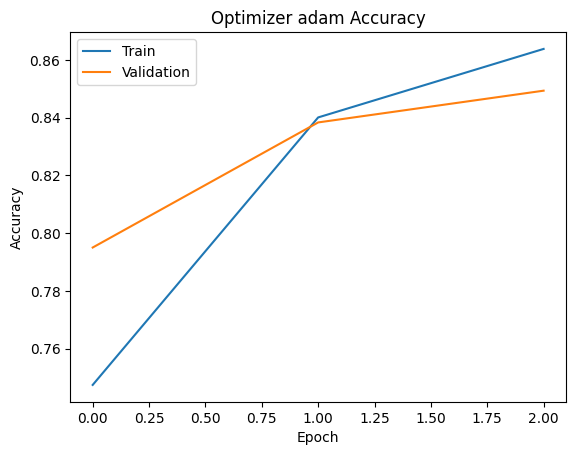 Optimizer adam Accuracy
Train
Validation
0.86
0.84
0.82
0.80
0.78
0.76
Accuracy
0.00 0.25 0.50 0.75 1.00 1.25 1.50 1.75 2.00
Epoch